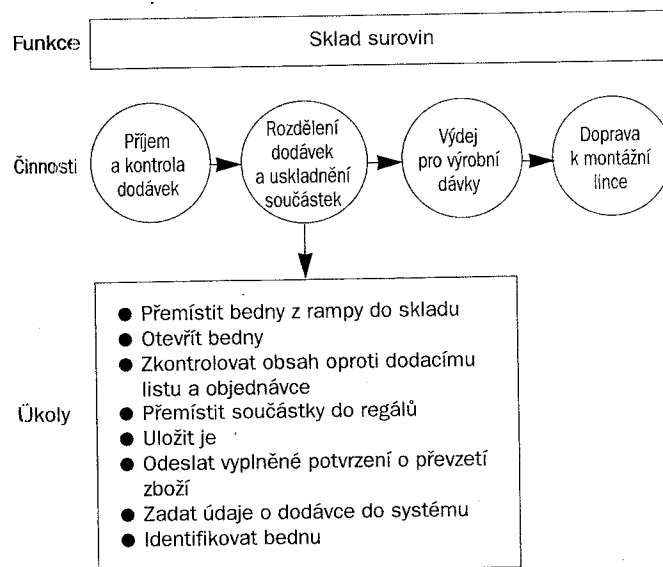 Funkce
Sklad surovin
Činnosti
Příjem
a kontrola
dodávek
Rozdělení
dodávek
a uskladnění
součástek
Výdej
pro výrobní
dávky
Doprava
k montážní
lince
Úkoly
● Přemístit bedny z rampy do skladu
● Otevřít bedny
● Zkontrolovat obsah oproti dodacímu
listu a objednávce
● Přemístit součástky do regálů
● Uložit je
● Odeslat vyplněné potvrzení o převzetí
zboží
● Zadat údaje o dodávce do systému
● Identifikovat bednu